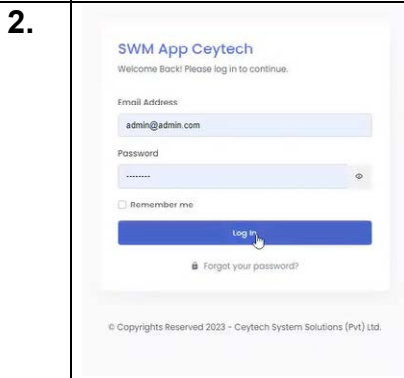 2.
SWM App Ceytech
Welcome Back! Please log in to continue.
Email Address
admin@admin.com
Password
........
Remember me
Log In
Forgot your password?
© Copyrights Reserved 2023 - Ceytech System Solutions (Pvt) Ltd.